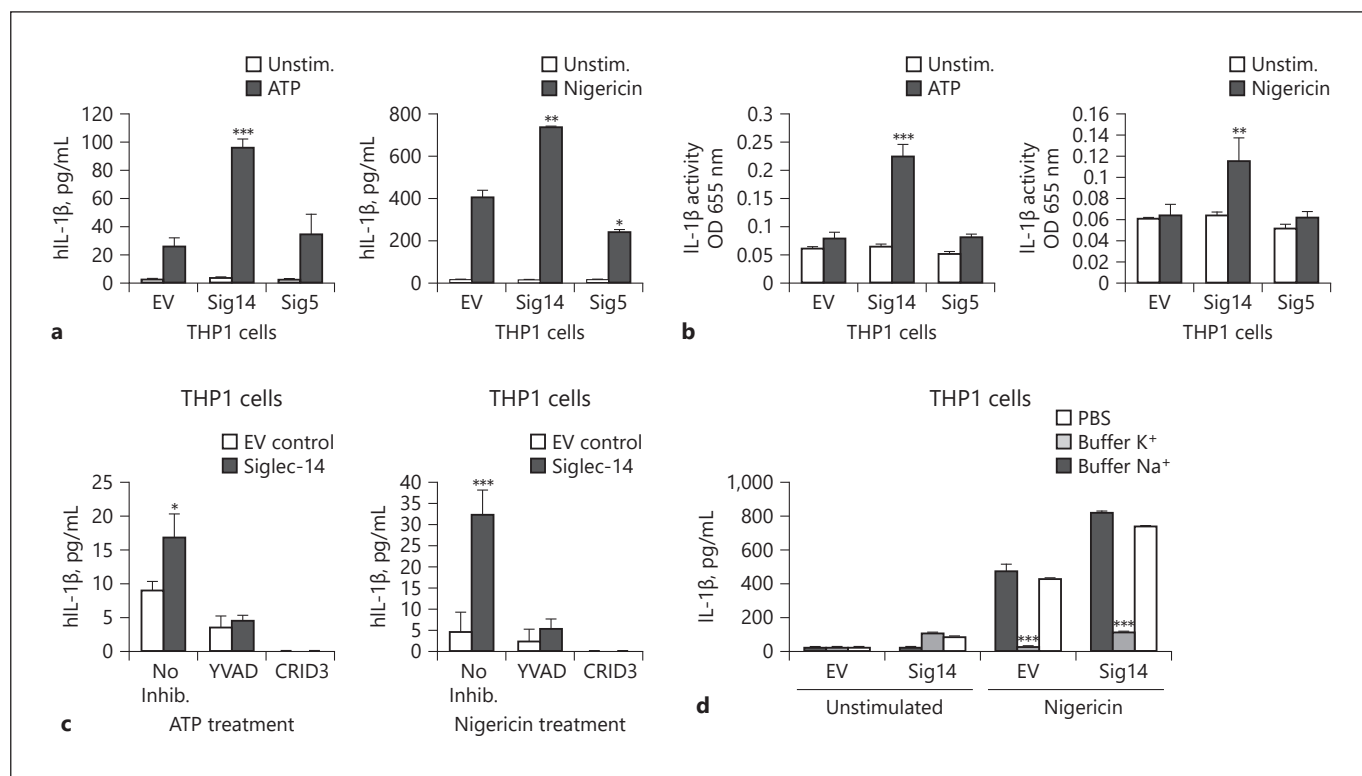 Unstim.
ATP
120
100
80
60
40
20
0
hIL-1β, pg/mL
***
EV Sig14 Sig5
THP1 cells
Unstim.
Nigericin
800
600
400
200
0
hIL-1β, pg/mL
**
*
EV Sig14 Sig5
THP1 cells
a
Unstim.
ATP
0.3
0.25
0.2
0.15
0.1
0.05
0
IL-1β activity
OD 655 nm
***
EV Sig14 Sig5
THP1 cells
Unstim.
Nigericin
0.16
0.14
0.12
0.1
0.08
0.06
0.04
0.02
0
IL-1β activity
OD 655 nm
**
EV Sig14 Sig5
THP1 cells
b
THP1 cells
EV control
Siglec-14
25
20
15
10
5
0
hIL-1β, pg/mL
*
No YVAD CRID3
Inhib.
ATP treatment
THP1 cells
EV control
Siglec-14
40
35
30
25
20
15
10
5
0
hIL-1β, pg/mL
***
No YVAD CRID3
Inhib.
Nigericin treatment
c
THP1 cells
PBS
Buffer K⁺
Buffer Na⁺
1,000
800
600
400
200
0
IL-1β, pg/mL
***
***
EV Sig14 EV Sig14
Unstimulated Nigericin
d